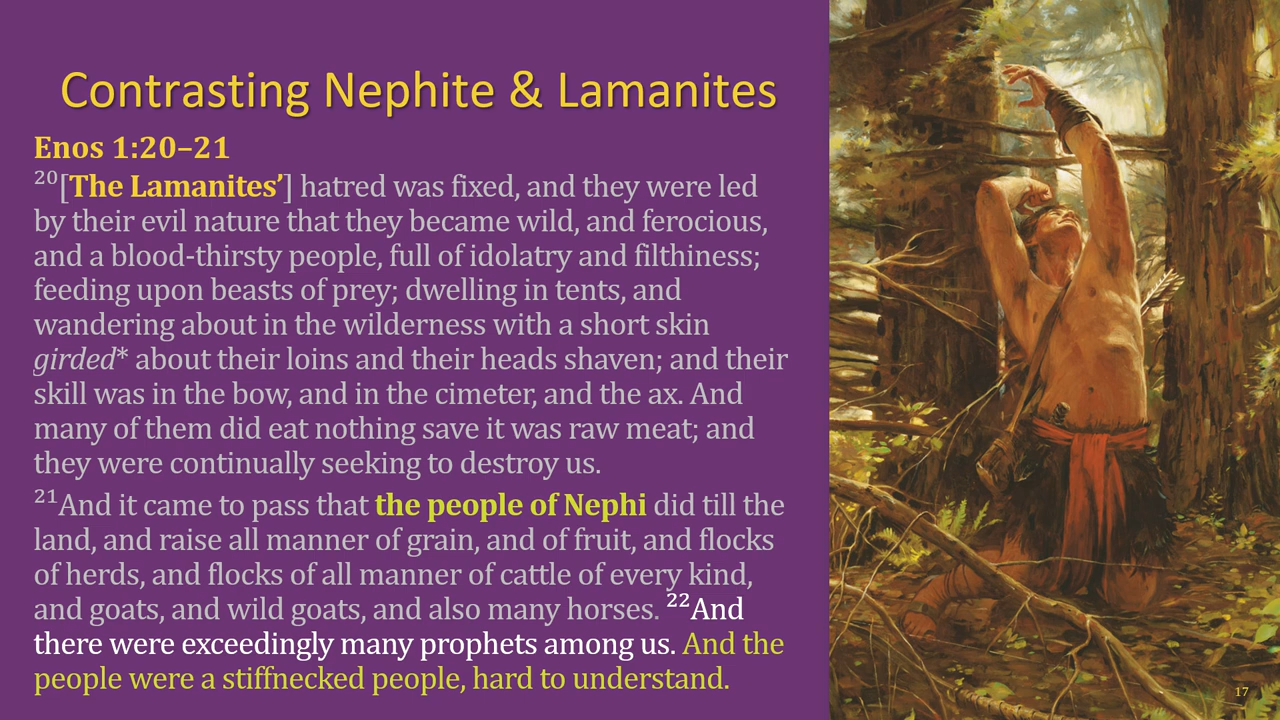 Contrasting Nephite & Lamanites
Enos 1:20–21
²⁰[The Lamanites’] hatred was fixed, and they were led
by their evil nature that they became wild, and ferocious,
and a blood-thirsty people, full of idolatry and filthiness;
feeding upon beasts of prey; dwelling in tents, and
wandering about in the wilderness with a short skin
girded* about their loins and their heads shaven; and their
skill was in the bow, and in the cimeter, and the ax. And
many of them did eat nothing save it was raw meat; and
they were continually seeking to destroy us.
²¹And it came to pass that the people of Nephi did till the
land, and raise all manner of grain, and of fruit, and flocks
of herds, and flocks of all manner of cattle of every kind,
and goats, and wild goats, and also many horses. ²²And
there were exceedingly many prophets among us. And the
people were a stiffnecked people, hard to understand.
17